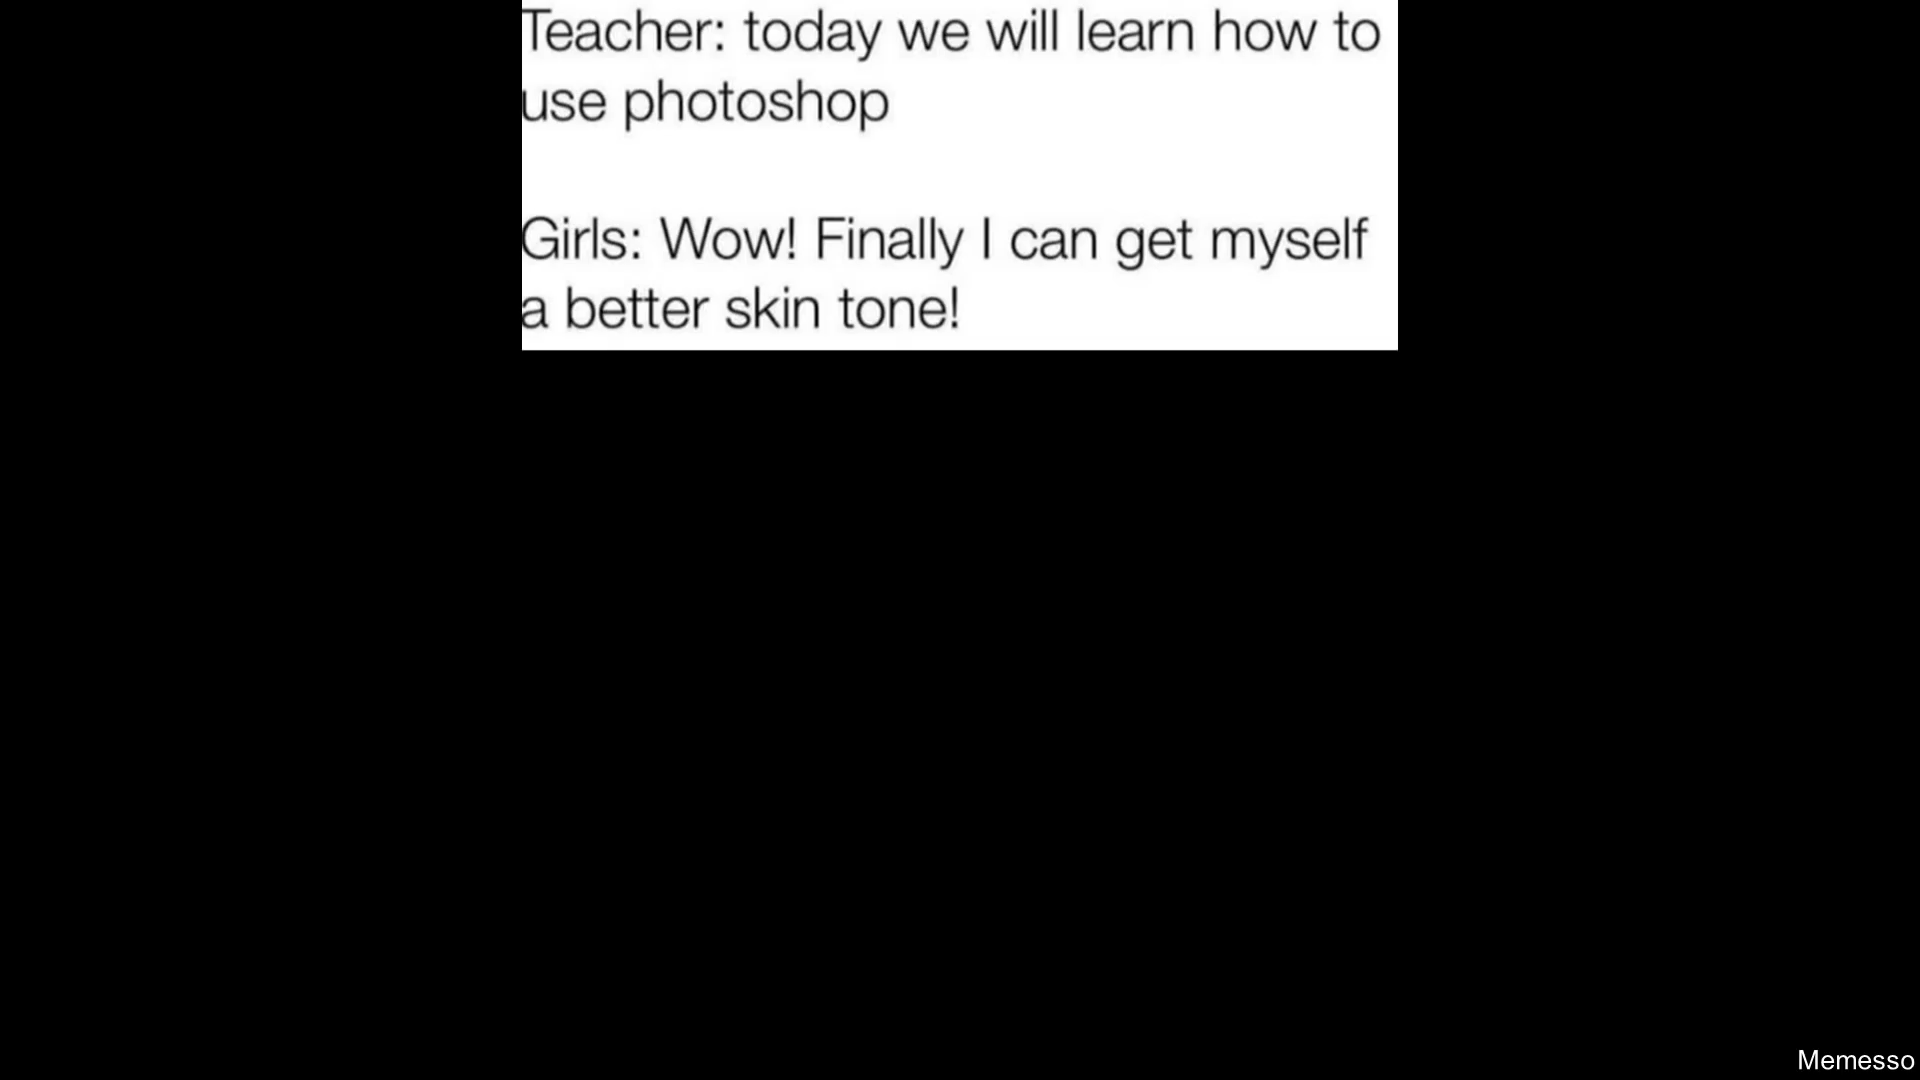 Teacher: today we will learn how to
use photoshop
Girls: Wow! Finally I can get myself
a better skin tone!
Memesso